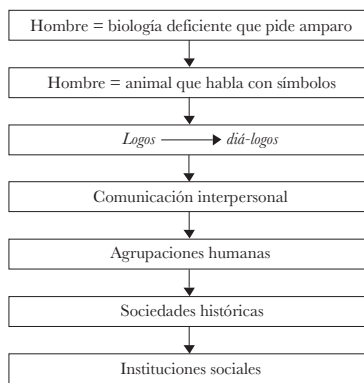 Hombre = biología deficiente que pide amparo
Hombre = animal que habla con símbolos
Logos diá-logos
Comunicación interpersonal
Agrupaciones humanas
Sociedades históricas
Instituciones sociales